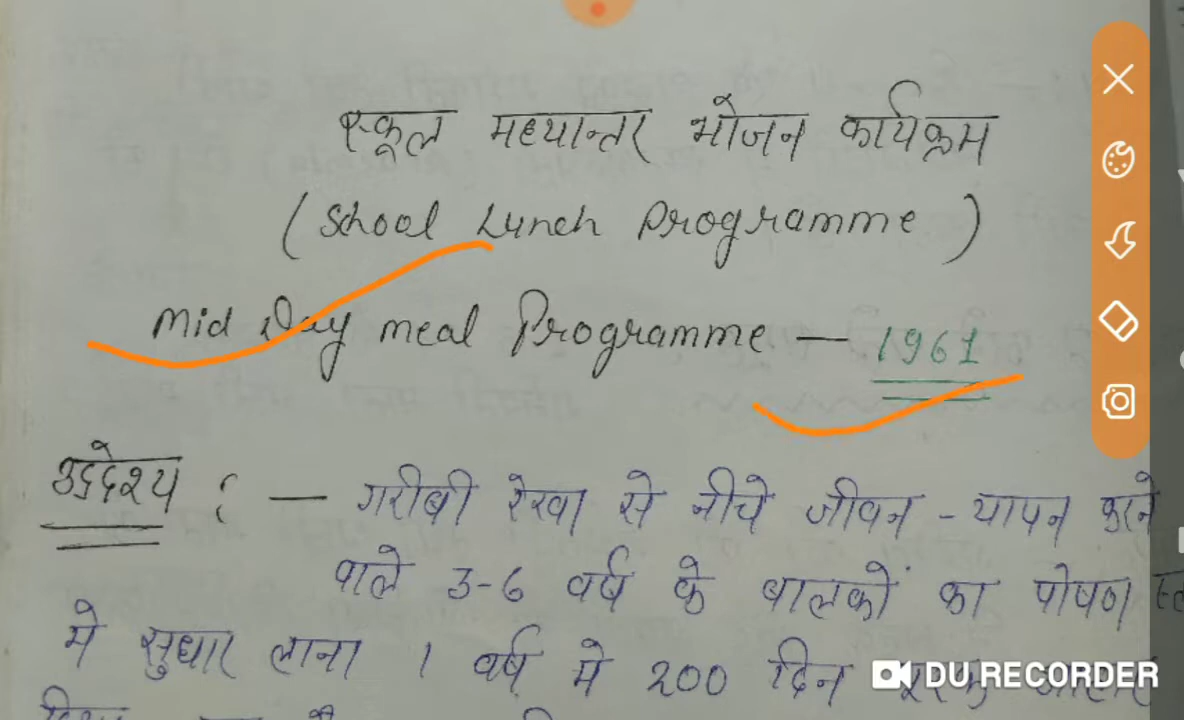 स्कूल मध्यान्तर भोजन कार्यक्रम
(School Lunch Programme)
Mid Day meal Programme — 1961
उद्देश्य :— गरीबी रेखा से नीचे जीवन-यापन करने
वाले 3-6 वर्ष के बालकों का पोषण
मे सुधार लाना । वर्ष मे 200 दिन
DU RECORDER